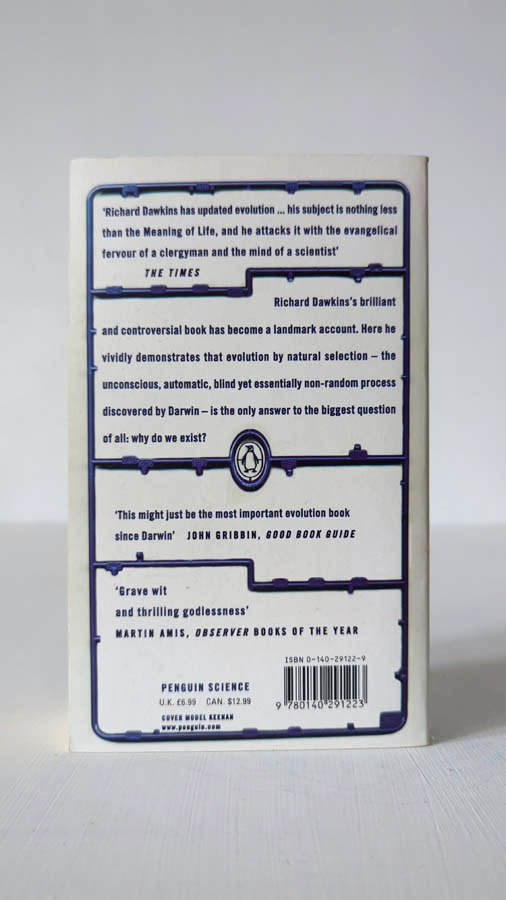 ‘Richard Dawkins has updated evolution ... his subject is nothing less
than the Meaning of Life, and he attacks it with the evangelical
fervour of a clergyman and the mind of a scientist’
THE TIMES
Richard Dawkins's brilliant
and controversial book has become a landmark account. Here he
vividly demonstrates that evolution by natural selection – the
unconscious, automatic, blind yet essentially non-random process
discovered by Darwin – is the only answer to the biggest question
of all: why do we exist?
‘This might just be the most important evolution book
since Darwin’ JOHN GRIBBIN, GOOD BOOK GUIDE
‘Grave wit
and thrilling godlessness’
MARTIN AMIS, OBSERVER BOOKS OF THE YEAR
ISBN 0-140-29122-9
PENGUIN SCIENCE
U.K. £6.99 CAN. $12.99
9 780140 291223
COVER MODEL KEENAN
www.penguin.com